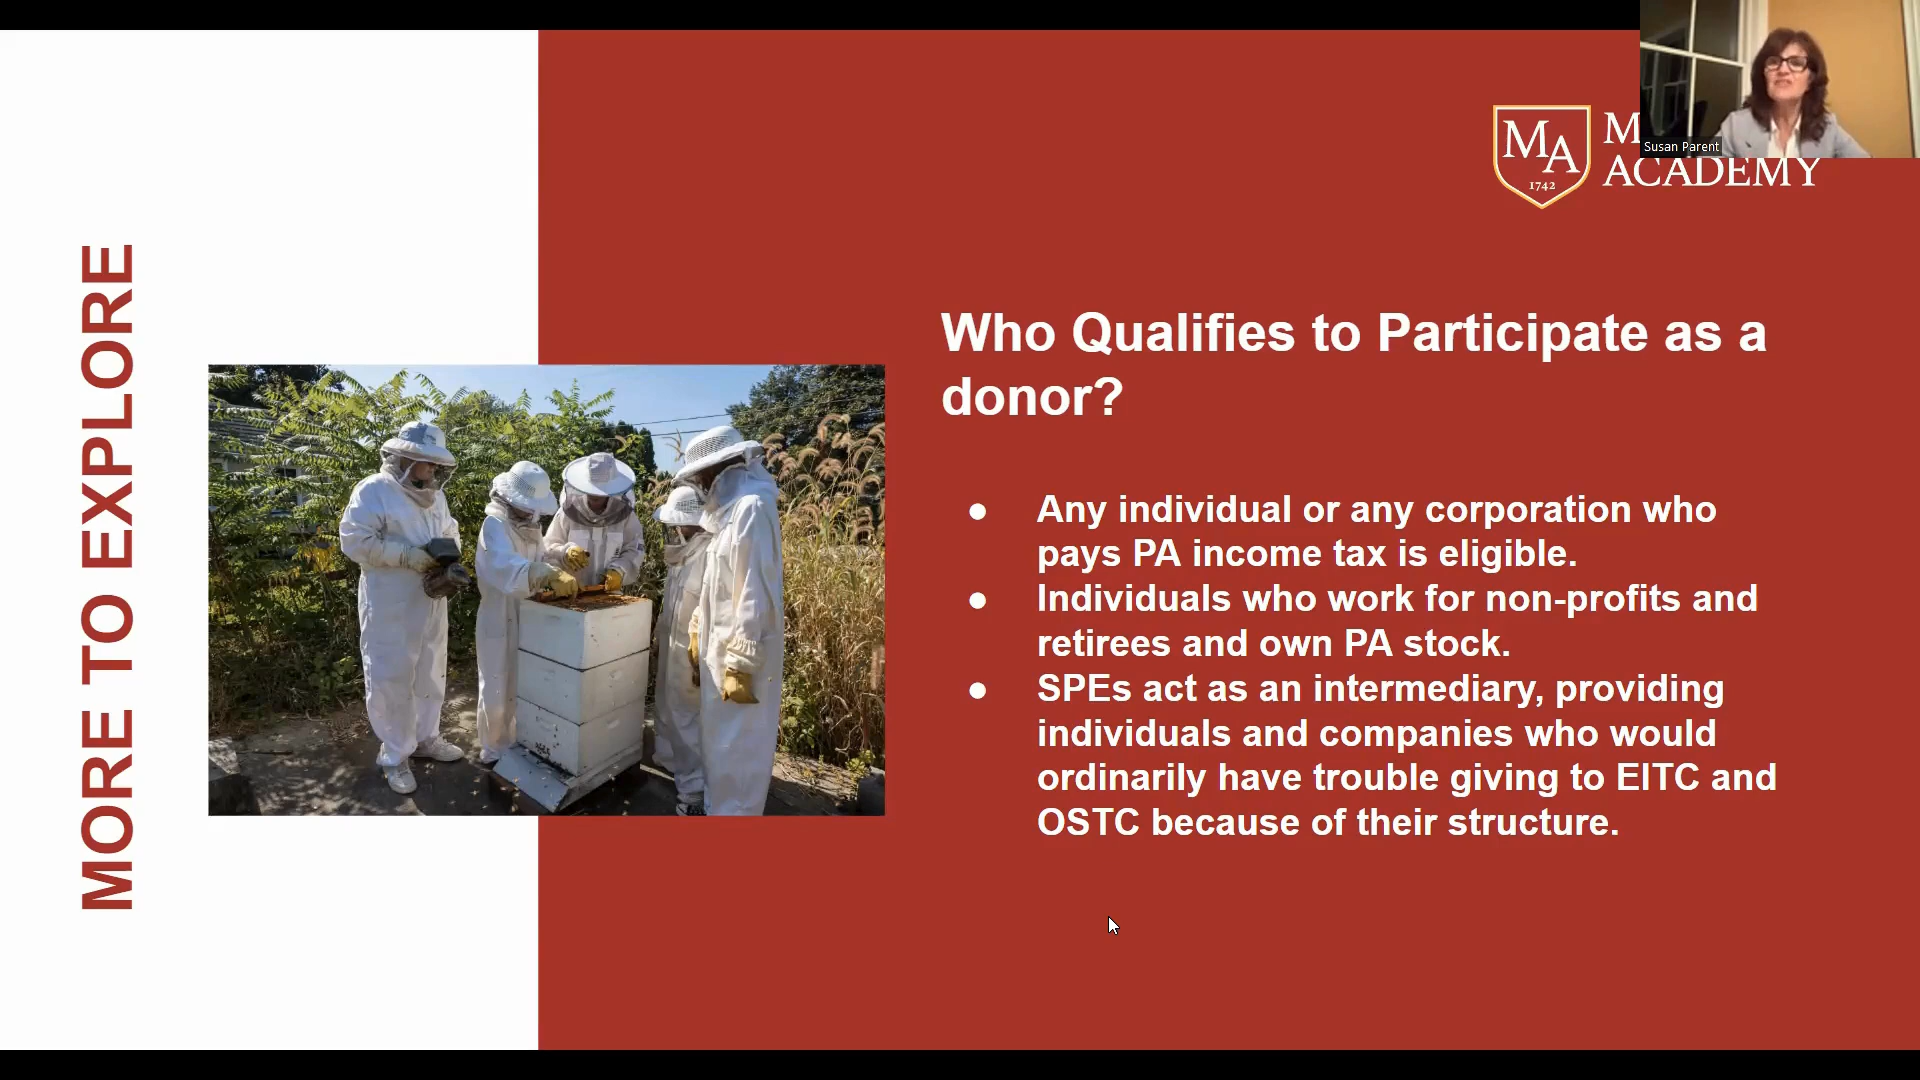 MORE TO EXPLORE
MA
1742
M
ACADEMY
Susan Parent
Who Qualifies to Participate as a
donor?
● Any individual or any corporation who
pays PA income tax is eligible.
● Individuals who work for non-profits and
retirees and own PA stock.
● SPEs act as an intermediary, providing
individuals and companies who would
ordinarily have trouble giving to EITC and
OSTC because of their structure.